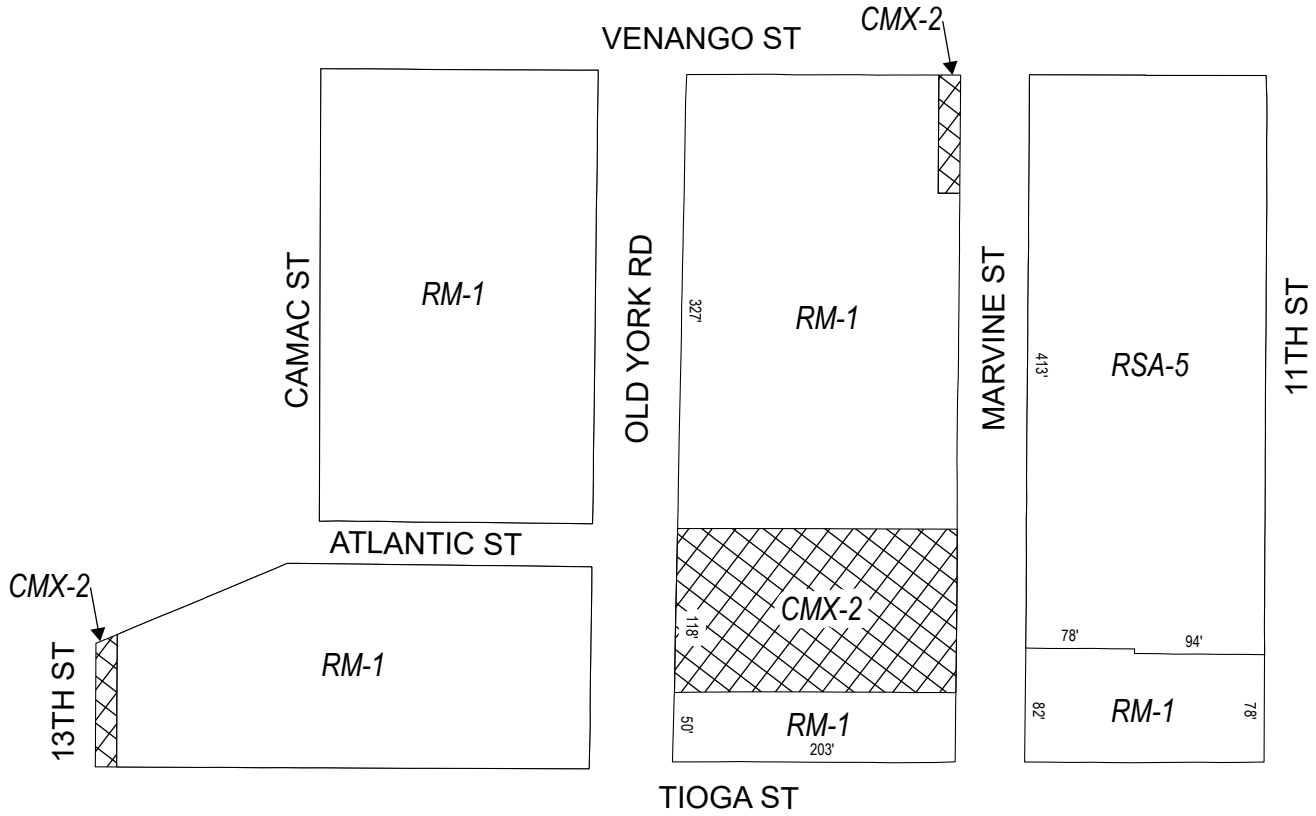 CMX-2
VENANGO ST
CAMAC ST
RM-1
OLD YORK RD
327'
RM-1
MARVINE ST
413'
RSA-5
11TH ST
ATLANTIC ST
CMX-2
13TH ST
RM-1
118'
CMX-2
78'
94'
50'
RM-1
203'
82'
RM-1
78'
TIOGA ST